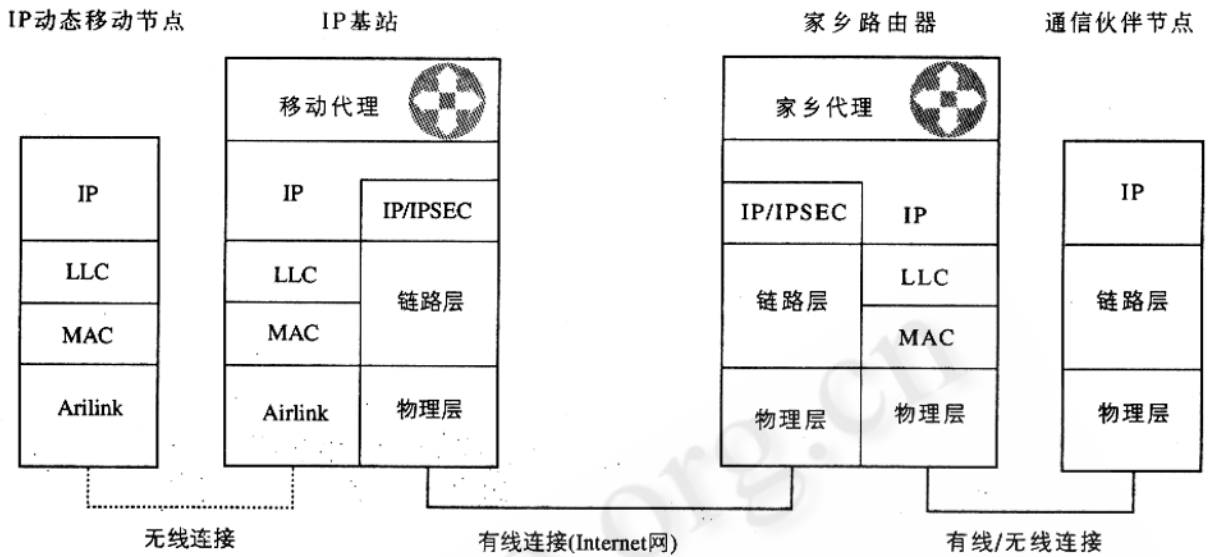 IP动态移动节点 IP基站 家乡路由器 通信伙伴节点
移动代理 家乡代理
IP IP IP/IPSEC IP/IPSEC IP IP
LLC LLC 链路层 链路层 LLC 链路层
MAC MAC MAC
Arilink Airlink 物理层 物理层 物理层 物理层
无线连接 有线连接(Internet网) 有线/无线连接
org.cn